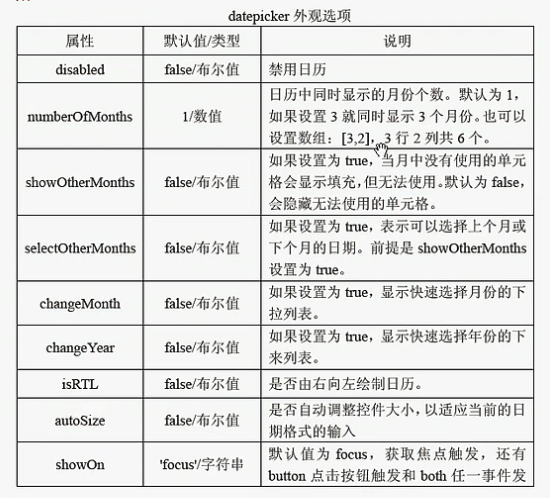 datepicker 外观选项
属性 默认值/类型 说明
disabled false/布尔值 禁用日历
numberOfMonths 1/数值 日历中同时显示的月份个数。默认为 1，
如果设置 3 就同时显示 3 个月份。也可以
设置数组：[3,2]，3 行 2 列共 6 个。
showOtherMonths false/布尔值 如果设置为 true，当月中没有使用的单元
格会显示填充，但无法使用。默认为 false，
会隐藏无法使用的单元格。
selectOtherMonths false/布尔值 如果设置为 true，表示可以选择上个月或
下个月的日期。前提是 showOtherMonths
设置为 true。
changeMonth false/布尔值 如果设置为 true，显示快速选择月份的下
拉列表。
changeYear false/布尔值 如果设置为 true，显示快速选择年份的下
来列表。
isRTL false/布尔值 是否由右向左绘制日历。
autoSize false/布尔值 是否自动调整控件大小，以适应当前的日
期格式的输入
showOn 'focus'/字符串 默认值为 focus，获取焦点触发，还有
button 点击按钮触发和 both 任一事件发